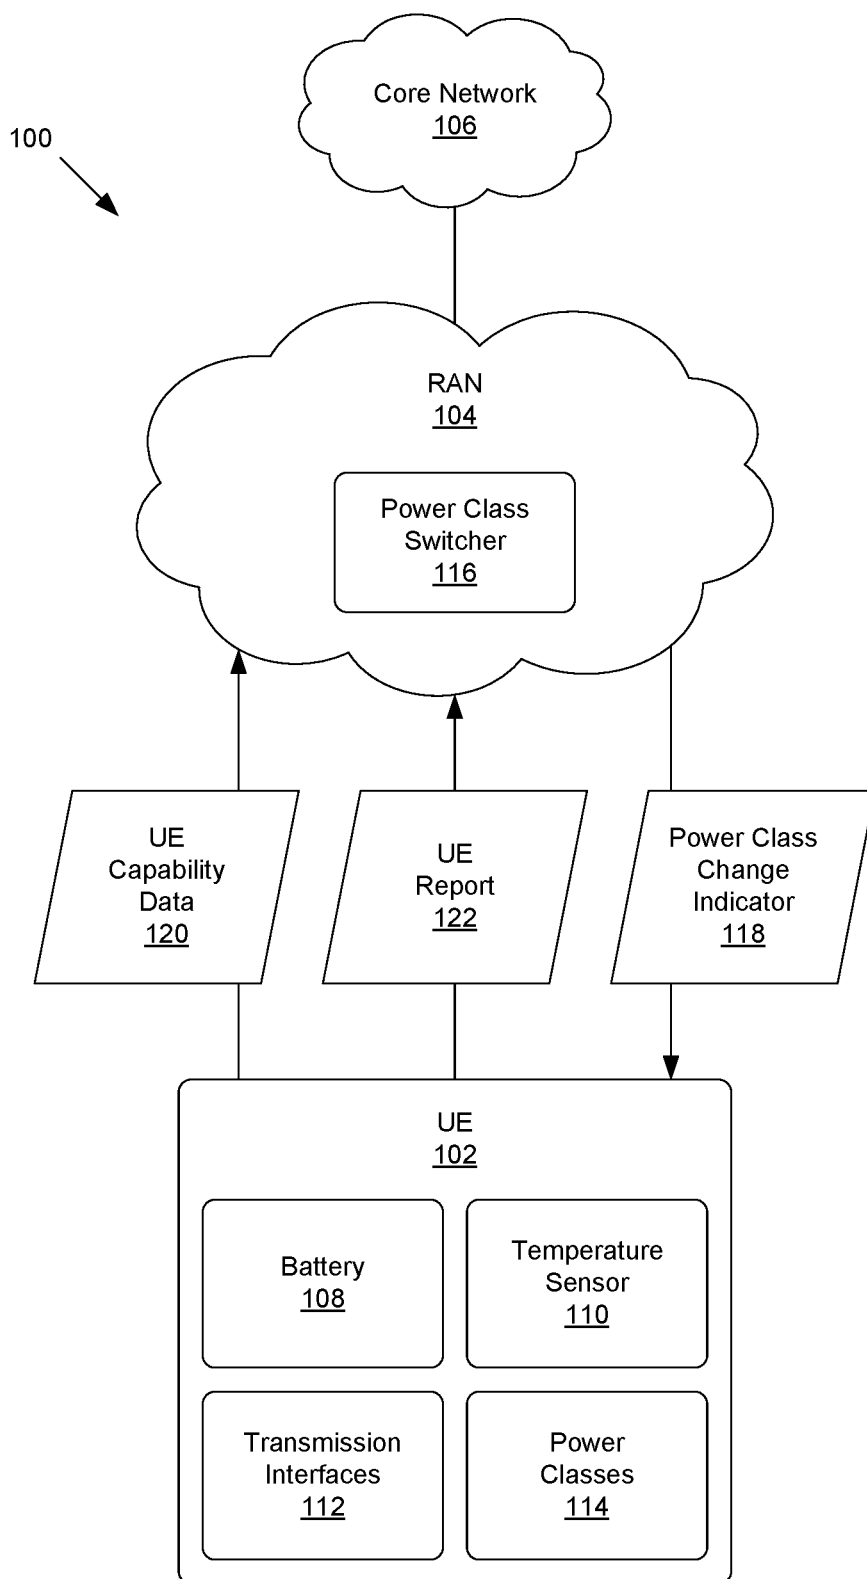 Core Network
106
100
RAN
104
Power Class
Switcher
116
UE
Capability
Data
120
UE
Report
122
Power Class
Change
Indicator
118
UE
102
Battery
108
Temperature
Sensor
110
Transmission
Interfaces
112
Power
Classes
114